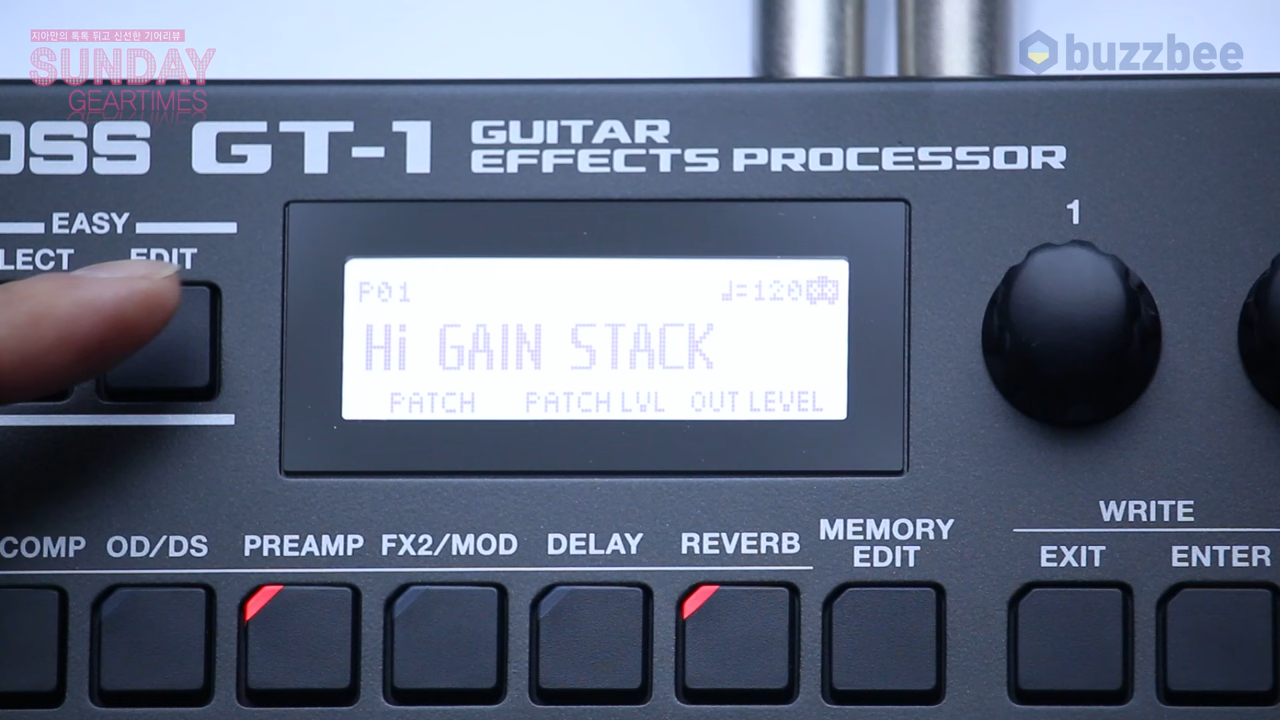 지아만의 톡톡 튀고 신선한 기어리뷰
SUNDAY
GEARTIMES
buzzbee
OSS GT-1 GUITAR
EFFECTS PROCESSOR
EASY
LECT EDIT
1
P01 ♩=120
Hi GAIN STACK
PATCH PATCH LVL OUT LEVEL
COMP OD/DS PREAMP FX2/MOD DELAY REVERB MEMORY EDIT
WRITE
EXIT ENTER